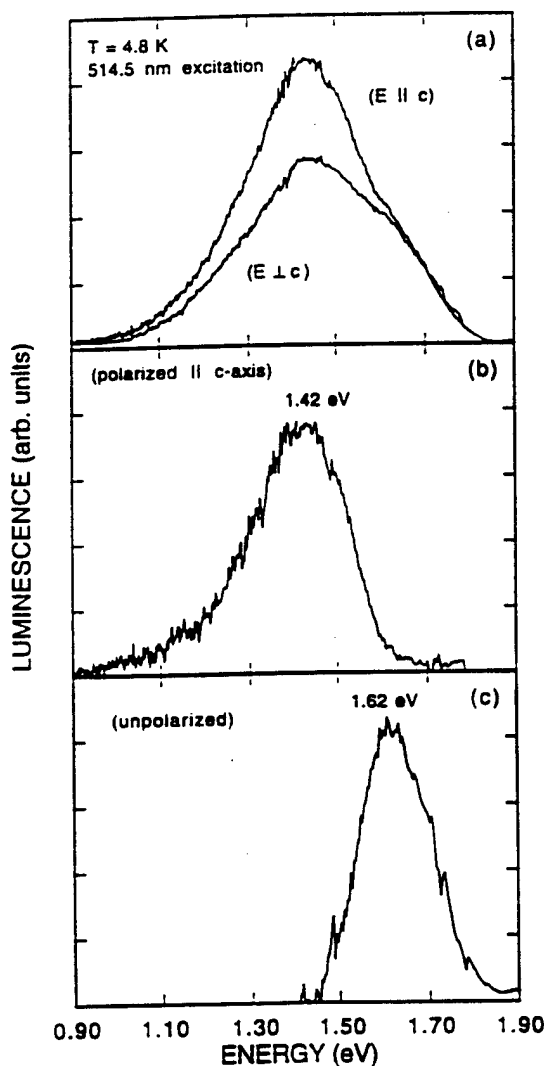 T = 4.8 K
514.5 nm excitation
(a)
(E || c)
(E ⊥ c)
(polarized || c-axis)
(b)
1.42 eV
LUMINESCENCE (arb. units)
1.62 eV
(c)
(unpolarized)
0.90 1.10 1.30 1.50 1.70 1.90
ENERGY (eV)